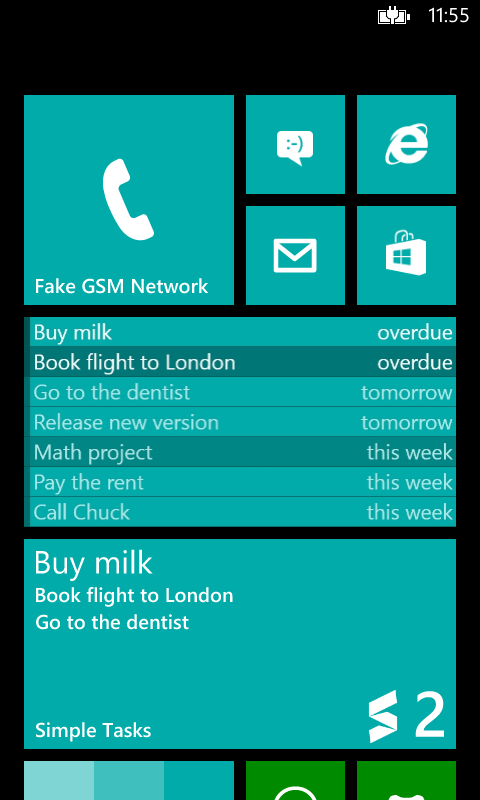 11:55
:-)
Fake GSM Network
Buy milk overdue
Book flight to London overdue
Go to the dentist tomorrow
Release new version tomorrow
Math project this week
Pay the rent this week
Call Chuck this week
Buy milk
Book flight to London
Go to the dentist
2
Simple Tasks